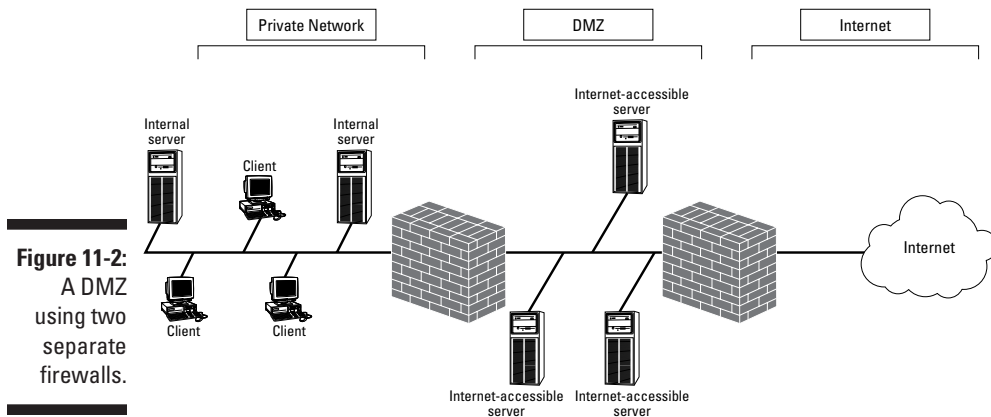 Private Network
DMZ
Internet
Internet-accessible
server
Internal
server
Client
Internal
server
Internet
Client
Client
Internet-accessible
server
Internet-accessible
server
Figure 11-2:
A DMZ
using two
separate
firewalls.